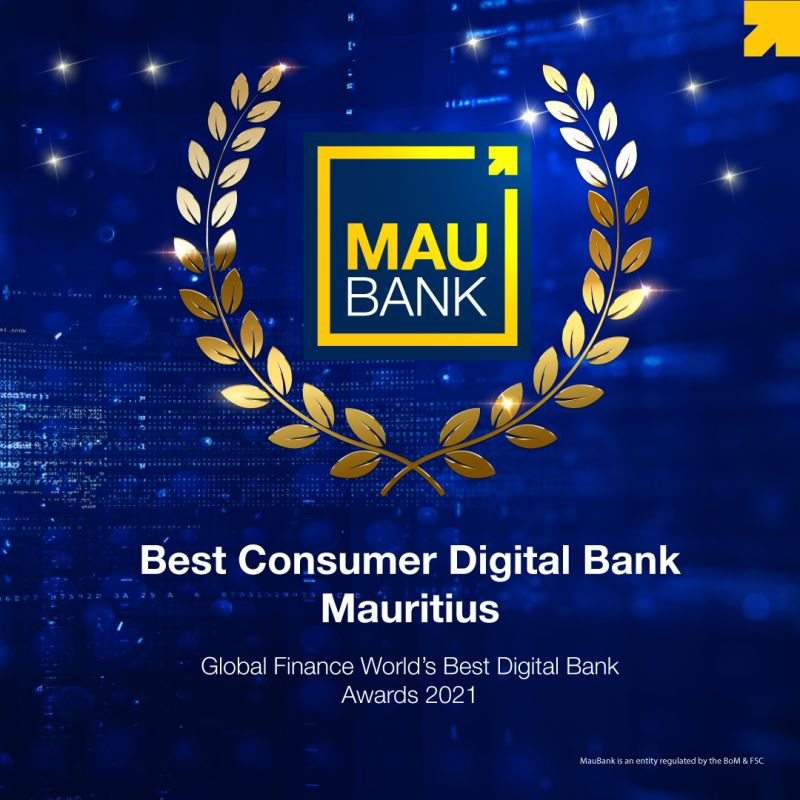 MAU
BANK
Best Consumer Digital Bank
Mauritius
Global Finance World's Best Digital Bank
Awards 2021
MauBank is an entity regulated by the BoM & FSC